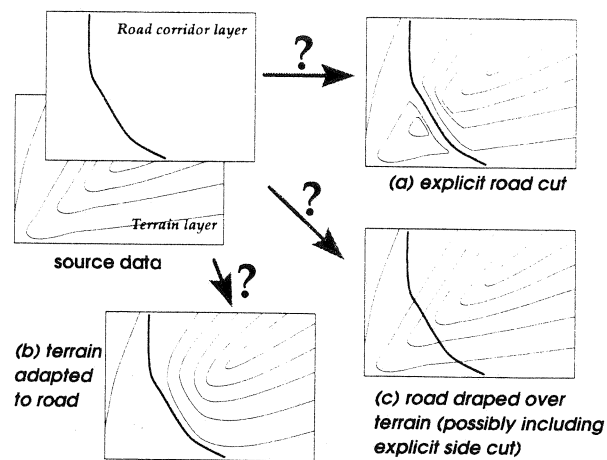 Road corridor layer
?
Terrain layer
source data
(a) explicit road cut
?
?
(b) terrain
adapted
to road
(c) road draped over
terrain (possibly including
explicit side cut)